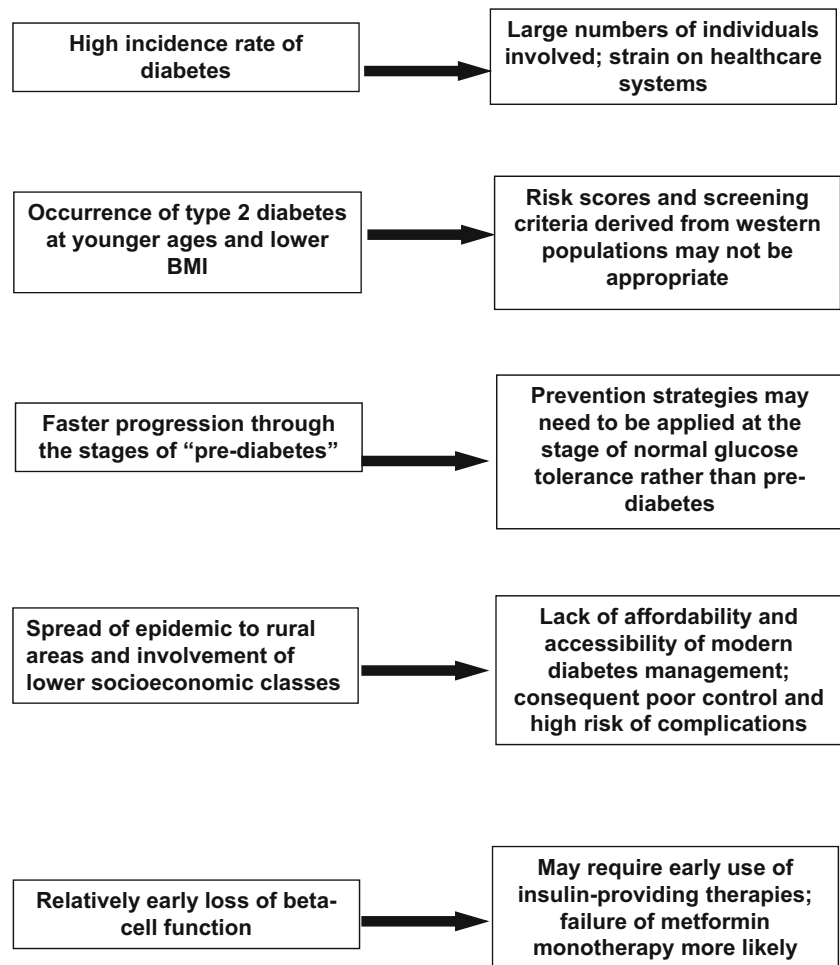 High incidence rate of
diabetes
Large numbers of individuals
involved; strain on healthcare
systems
Occurrence of type 2 diabetes
at younger ages and lower
BMI
Risk scores and screening
criteria derived from western
populations may not be
appropriate
Faster progression through
the stages of “pre-diabetes”
Prevention strategies may
need to be applied at the
stage of normal glucose
tolerance rather than pre-
diabetes
Spread of epidemic to rural
areas and involvement of
lower socioeconomic classes
Lack of affordability and
accessibility of modern
diabetes management;
consequent poor control and
high risk of complications
Relatively early loss of beta-
cell function
May require early use of
insulin-providing therapies;
failure of metformin
monotherapy more likely